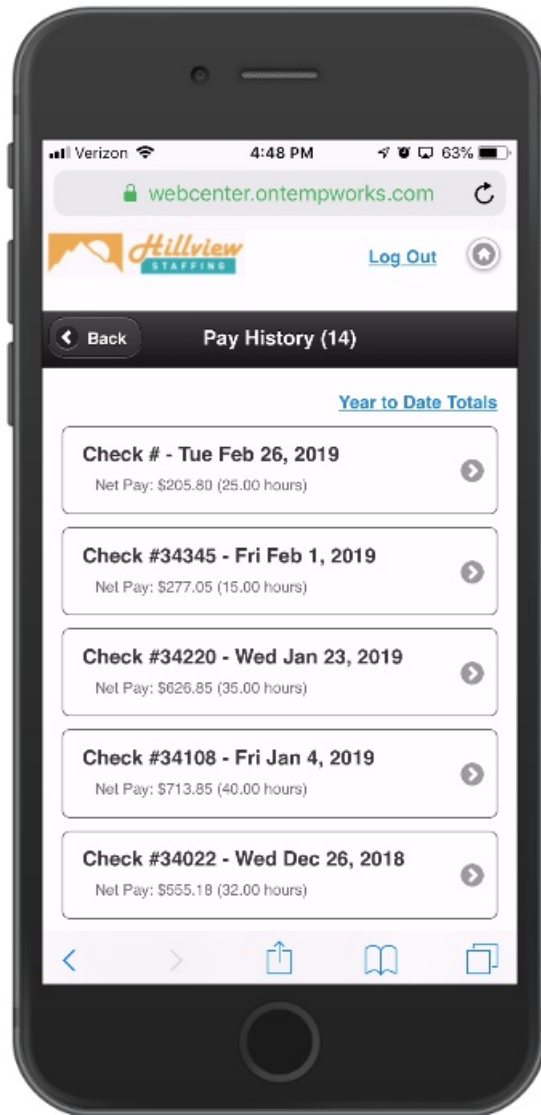 Verizon 4:48 PM 63%
webcenter.ontempworks.com
Hillview
STAFFING
Log Out
Back Pay History (14)
Year to Date Totals
Check # - Tue Feb 26, 2019
Net Pay: $205.80 (25.00 hours)
Check #34345 - Fri Feb 1, 2019
Net Pay: $277.05 (15.00 hours)
Check #34220 - Wed Jan 23, 2019
Net Pay: $626.85 (35.00 hours)
Check #34108 - Fri Jan 4, 2019
Net Pay: $713.85 (40.00 hours)
Check #34022 - Wed Dec 26, 2018
Net Pay: $555.18 (32.00 hours)